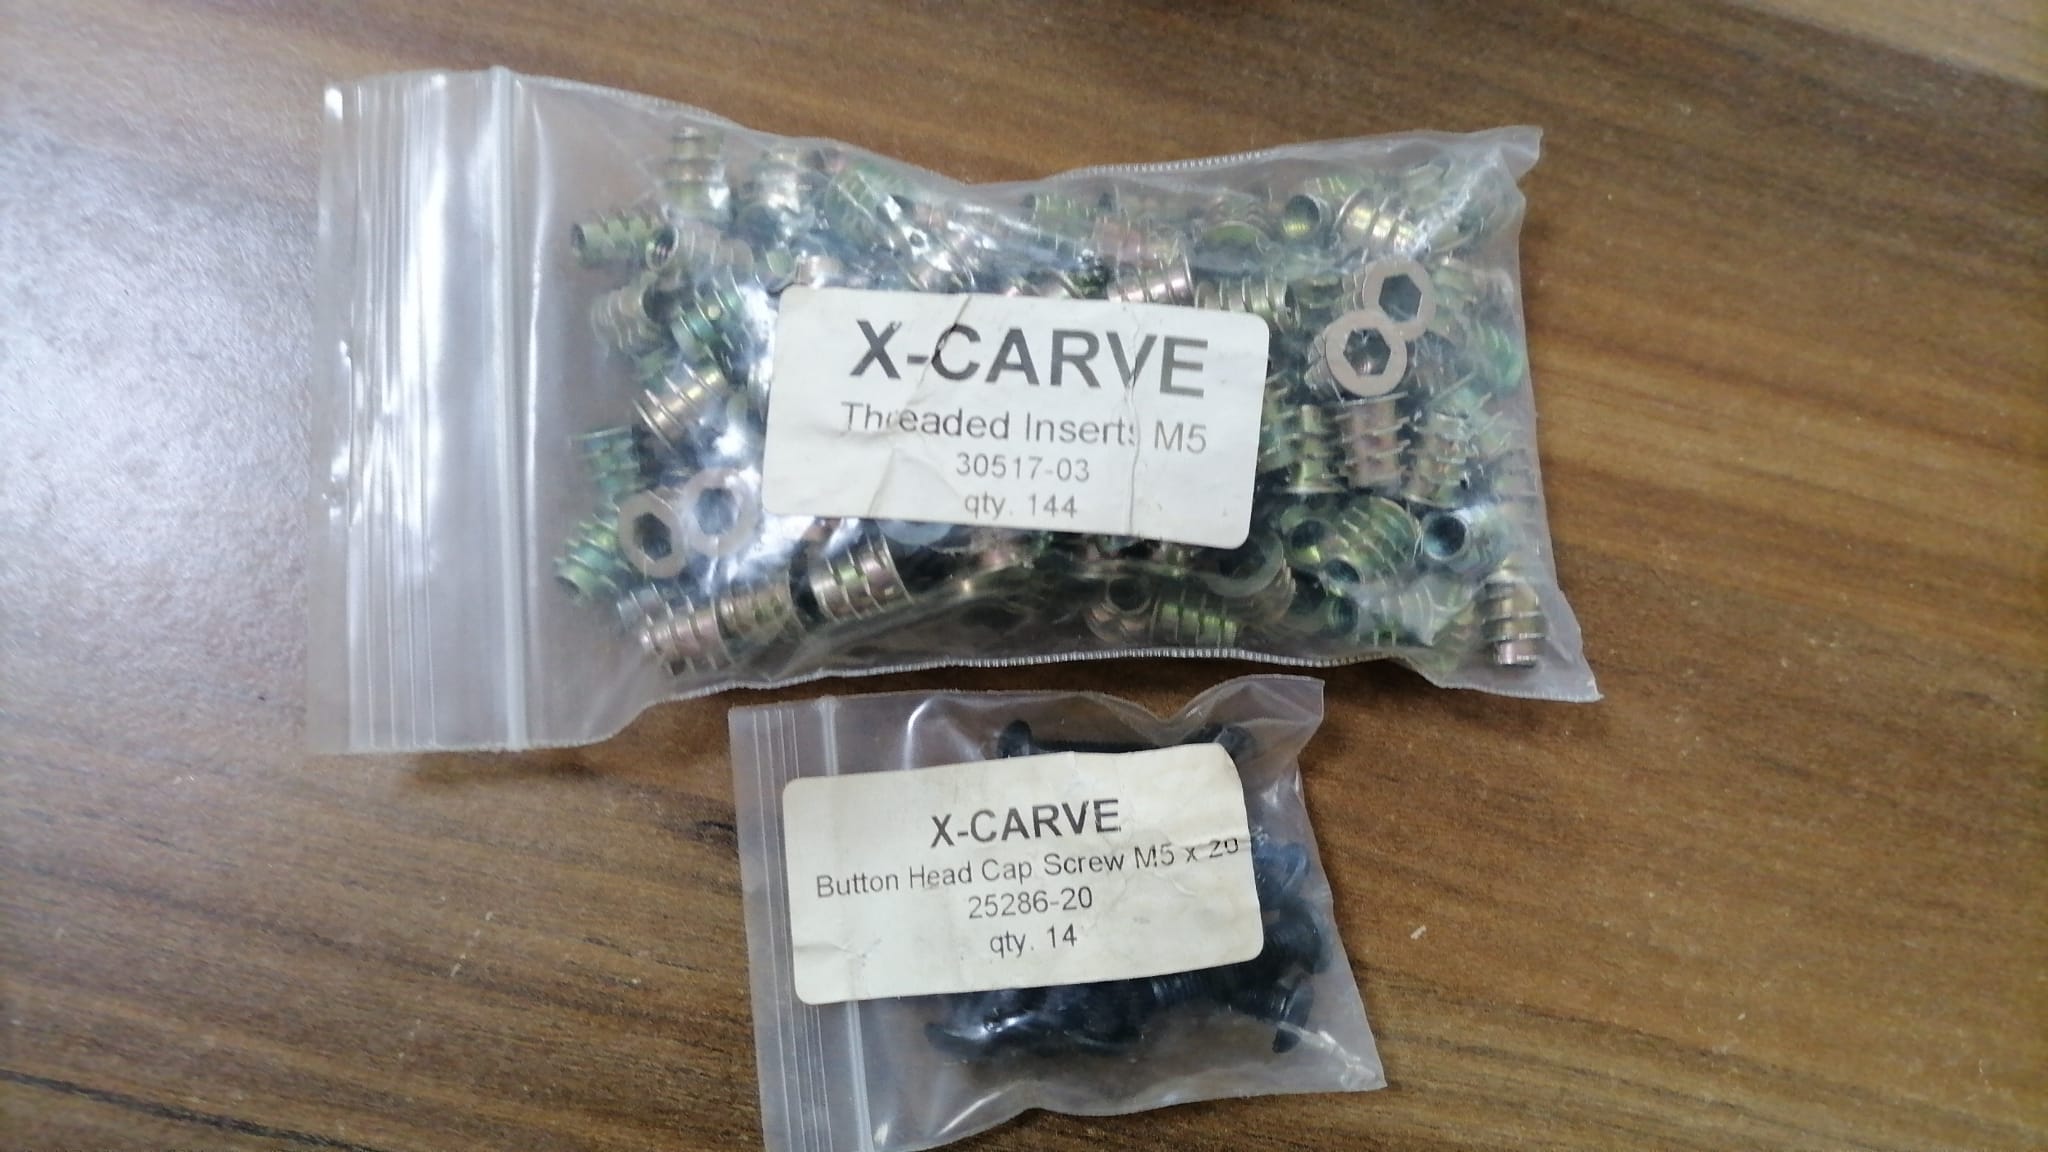 X-CARVE
Threaded Inserts M5
30517-03
qty. 144
X-CARVE
Button Head Cap Screw M5 x 20
25286-20
qty. 14